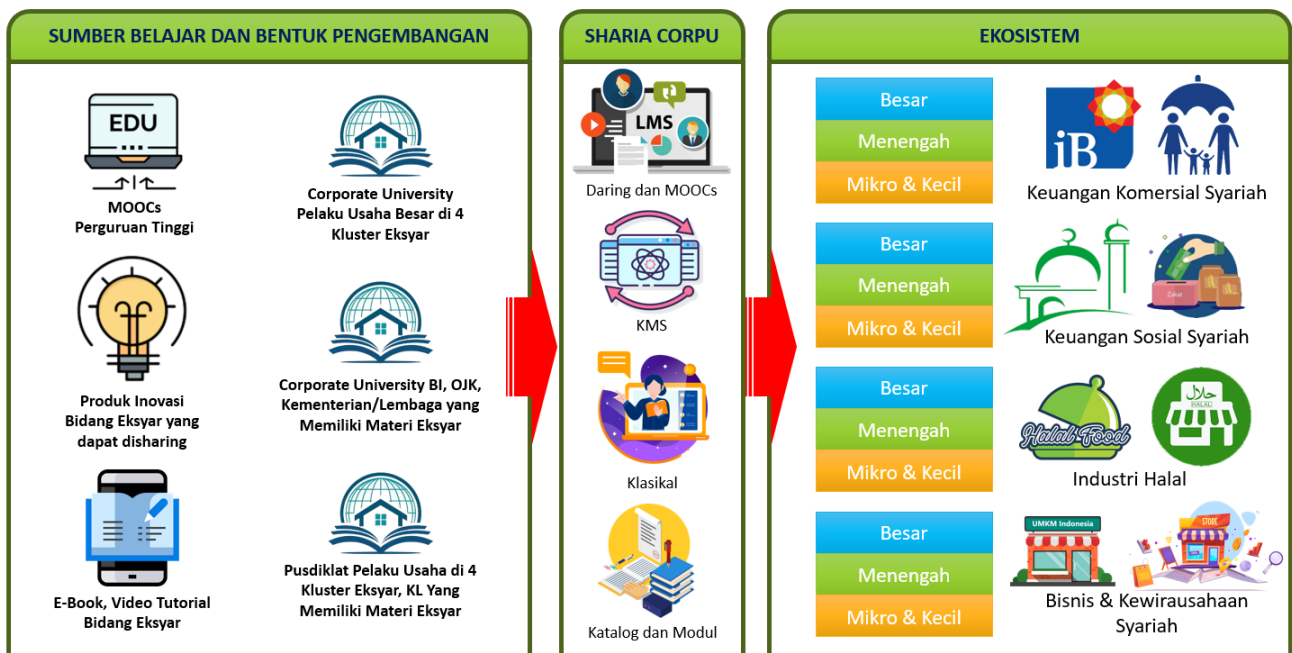 SUMBER BELAJAR DAN BENTUK PENGEMBANGAN
EDU
MOOCs
Perguruan Tinggi
Corporate University
Pelaku Usaha Besar di 4
Kluster Eksyar
Produk Inovasi
Bidang Eksyar yang
dapat disharing
Corporate University BI, OJK,
Kementerian/Lembaga yang
Memiliki Materi Eksyar
E-Book, Video Tutorial
Bidang Eksyar
Pusdiklat Pelaku Usaha di 4
Kluster Eksyar, KL Yang
Memiliki Materi Eksyar
SHARIA CORPU
LMS
Daring dan MOOCs
KMS
Klasikal
Katalog dan Modul
EKOSISTEM
Besar
Menengah
Mikro & Kecil
iB
Keuangan Komersial Syariah
Besar
Menengah
Mikro & Kecil
Zakat
Keuangan Sosial Syariah
Besar
Menengah
Mikro & Kecil
Halal Food
حلال
HALAL
Industri Halal
Besar
Menengah
Mikro & Kecil
UMKM Indonesia
STORE
Bisnis & Kewirausahaan
Syariah